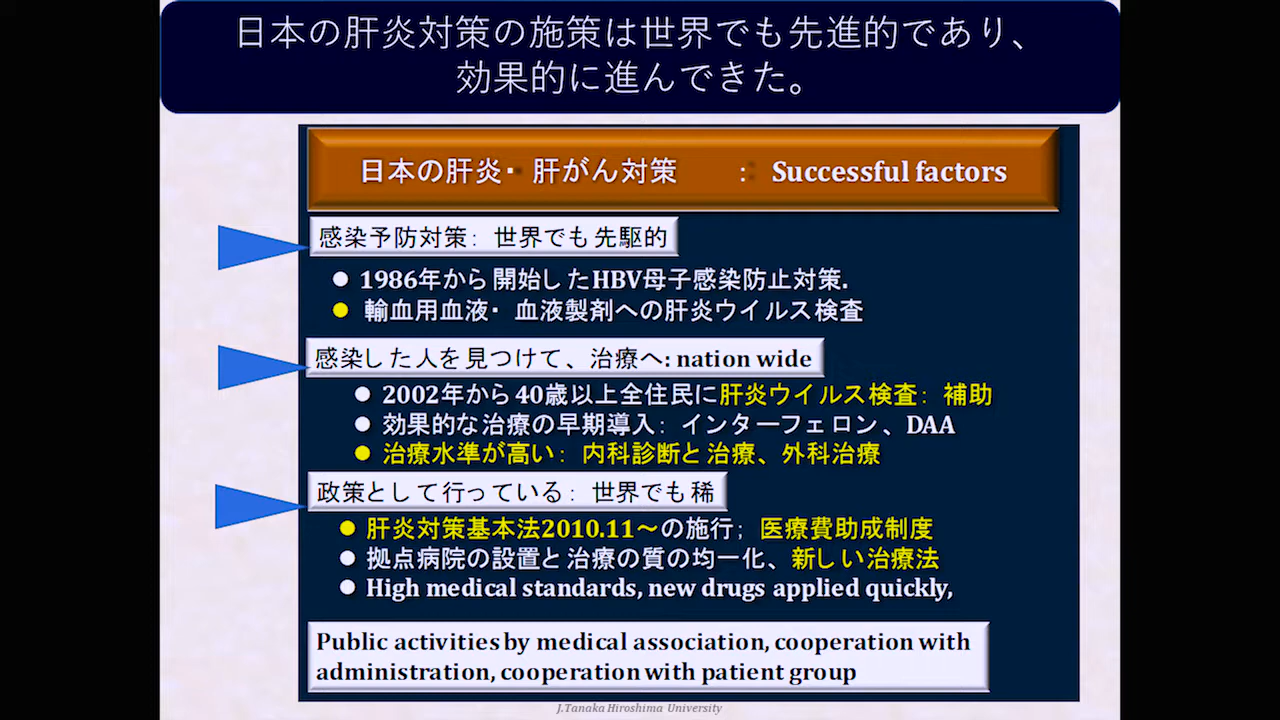 日本の肝炎対策の施策は世界でも先進的であり、
効果的に進んできた。
日本の肝炎・肝がん対策 : Successful factors
感染予防対策：世界でも先駆的
● 1986年から開始したHBV母子感染防止対策.
● 輸血用血液・血液製剤への肝炎ウイルス検査
感染した人を見つけて、治療へ: nation wide
● 2002年から40歳以上全住民に肝炎ウイルス検査：補助
● 効果的な治療の早期導入：インターフェロン、DAA
● 治療水準が高い：内科診断と治療、外科治療
政策として行っている：世界でも稀
● 肝炎対策基本法2010.11～の施行；医療費助成制度
● 拠点病院の設置と治療の質の均一化、新しい治療法
● High medical standards, new drugs applied quickly,
Public activities by medical association, cooperation with
administration, cooperation with patient group
J.Tanaka Hiroshima University